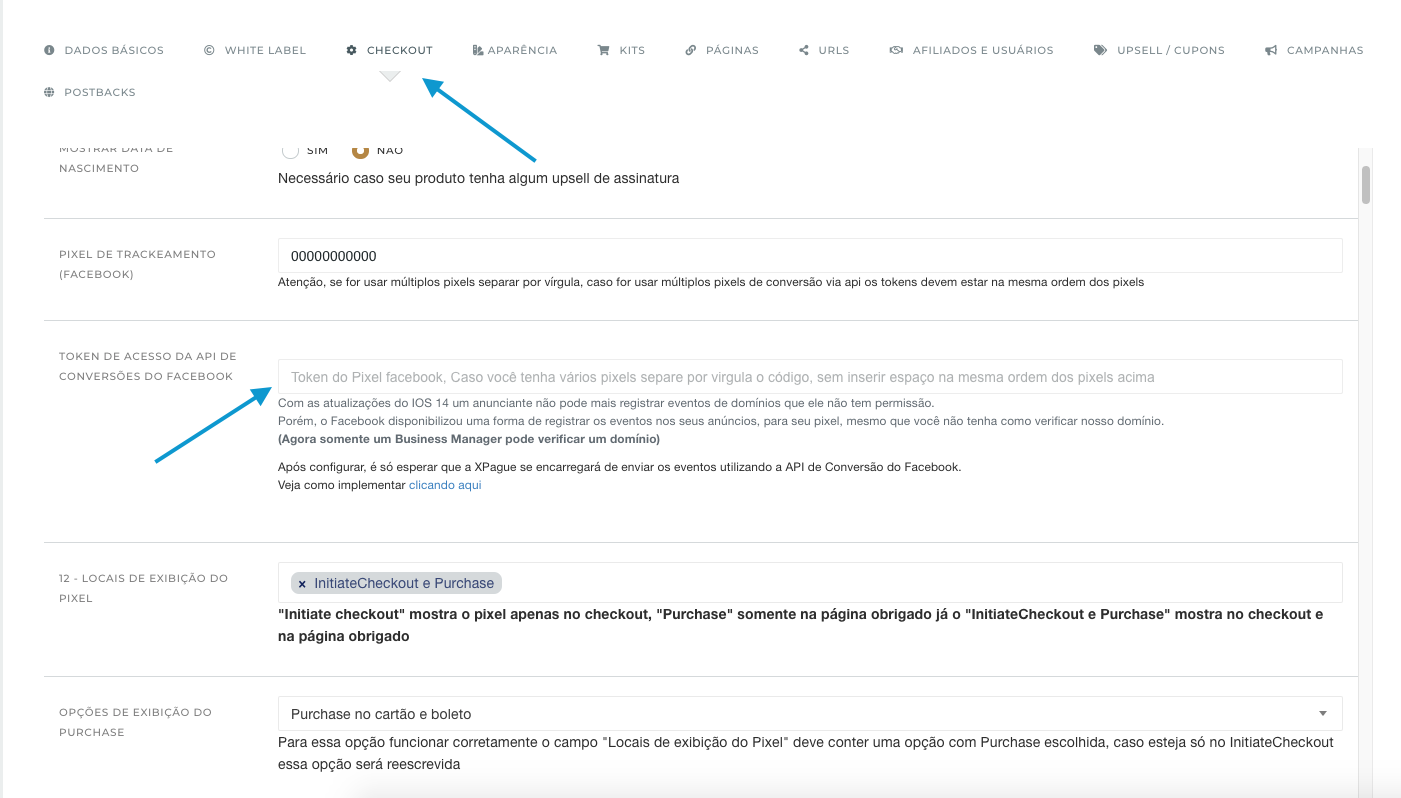 DADOS BÁSICOS WHITE LABEL CHECKOUT APARÊNCIA KITS PÁGINAS URLS AFILIADOS E USUÁRIOS UPSELL / CUPONS CAMPANHAS
POSTBACKS
MOSTRAR DATA DE
NASCIMENTO
SIM NÃO
Necessário caso seu produto tenha algum upsell de assinatura
PIXEL DE TRACKEAMENTO
(FACEBOOK)
00000000000
Atenção, se for usar múltiplos pixels separar por vírgula, caso for usar múltiplos pixels de conversão via api os tokens devem estar na mesma ordem dos pixels
TOKEN DE ACESSO DA API DE
CONVERSÕES DO FACEBOOK
Token do Pixel facebook, Caso você tenha vários pixels separe por virgula o código, sem inserir espaço na mesma ordem dos pixels acima
Com as atualizações do IOS 14 um anunciante não pode mais registrar eventos de domínios que ele não tem permissão.
Porém, o Facebook disponibilizou uma forma de registrar os eventos nos seus anúncios, para seu pixel, mesmo que você não tenha como verificar nosso domínio.
(Agora somente um Business Manager pode verificar um domínio)
Após configurar, é só esperar que a XPague se encarregará de enviar os eventos utilizando a API de Conversão do Facebook.
Veja como implementar clicando aqui
12 - LOCAIS DE EXIBIÇÃO DO
PIXEL
× InitiateCheckout e Purchase
"Initiate checkout" mostra o pixel apenas no checkout, "Purchase" somente na página obrigado já o "InitiateCheckout e Purchase" mostra no checkout e
na página obrigado
OPÇÕES DE EXIBIÇÃO DO
PURCHASE
Purchase no cartão e boleto
Para essa opção funcionar corretamente o campo "Locais de exibição do Pixel" deve conter uma opção com Purchase escolhida, caso esteja só no InitiateCheckout
essa opção será reescrevida